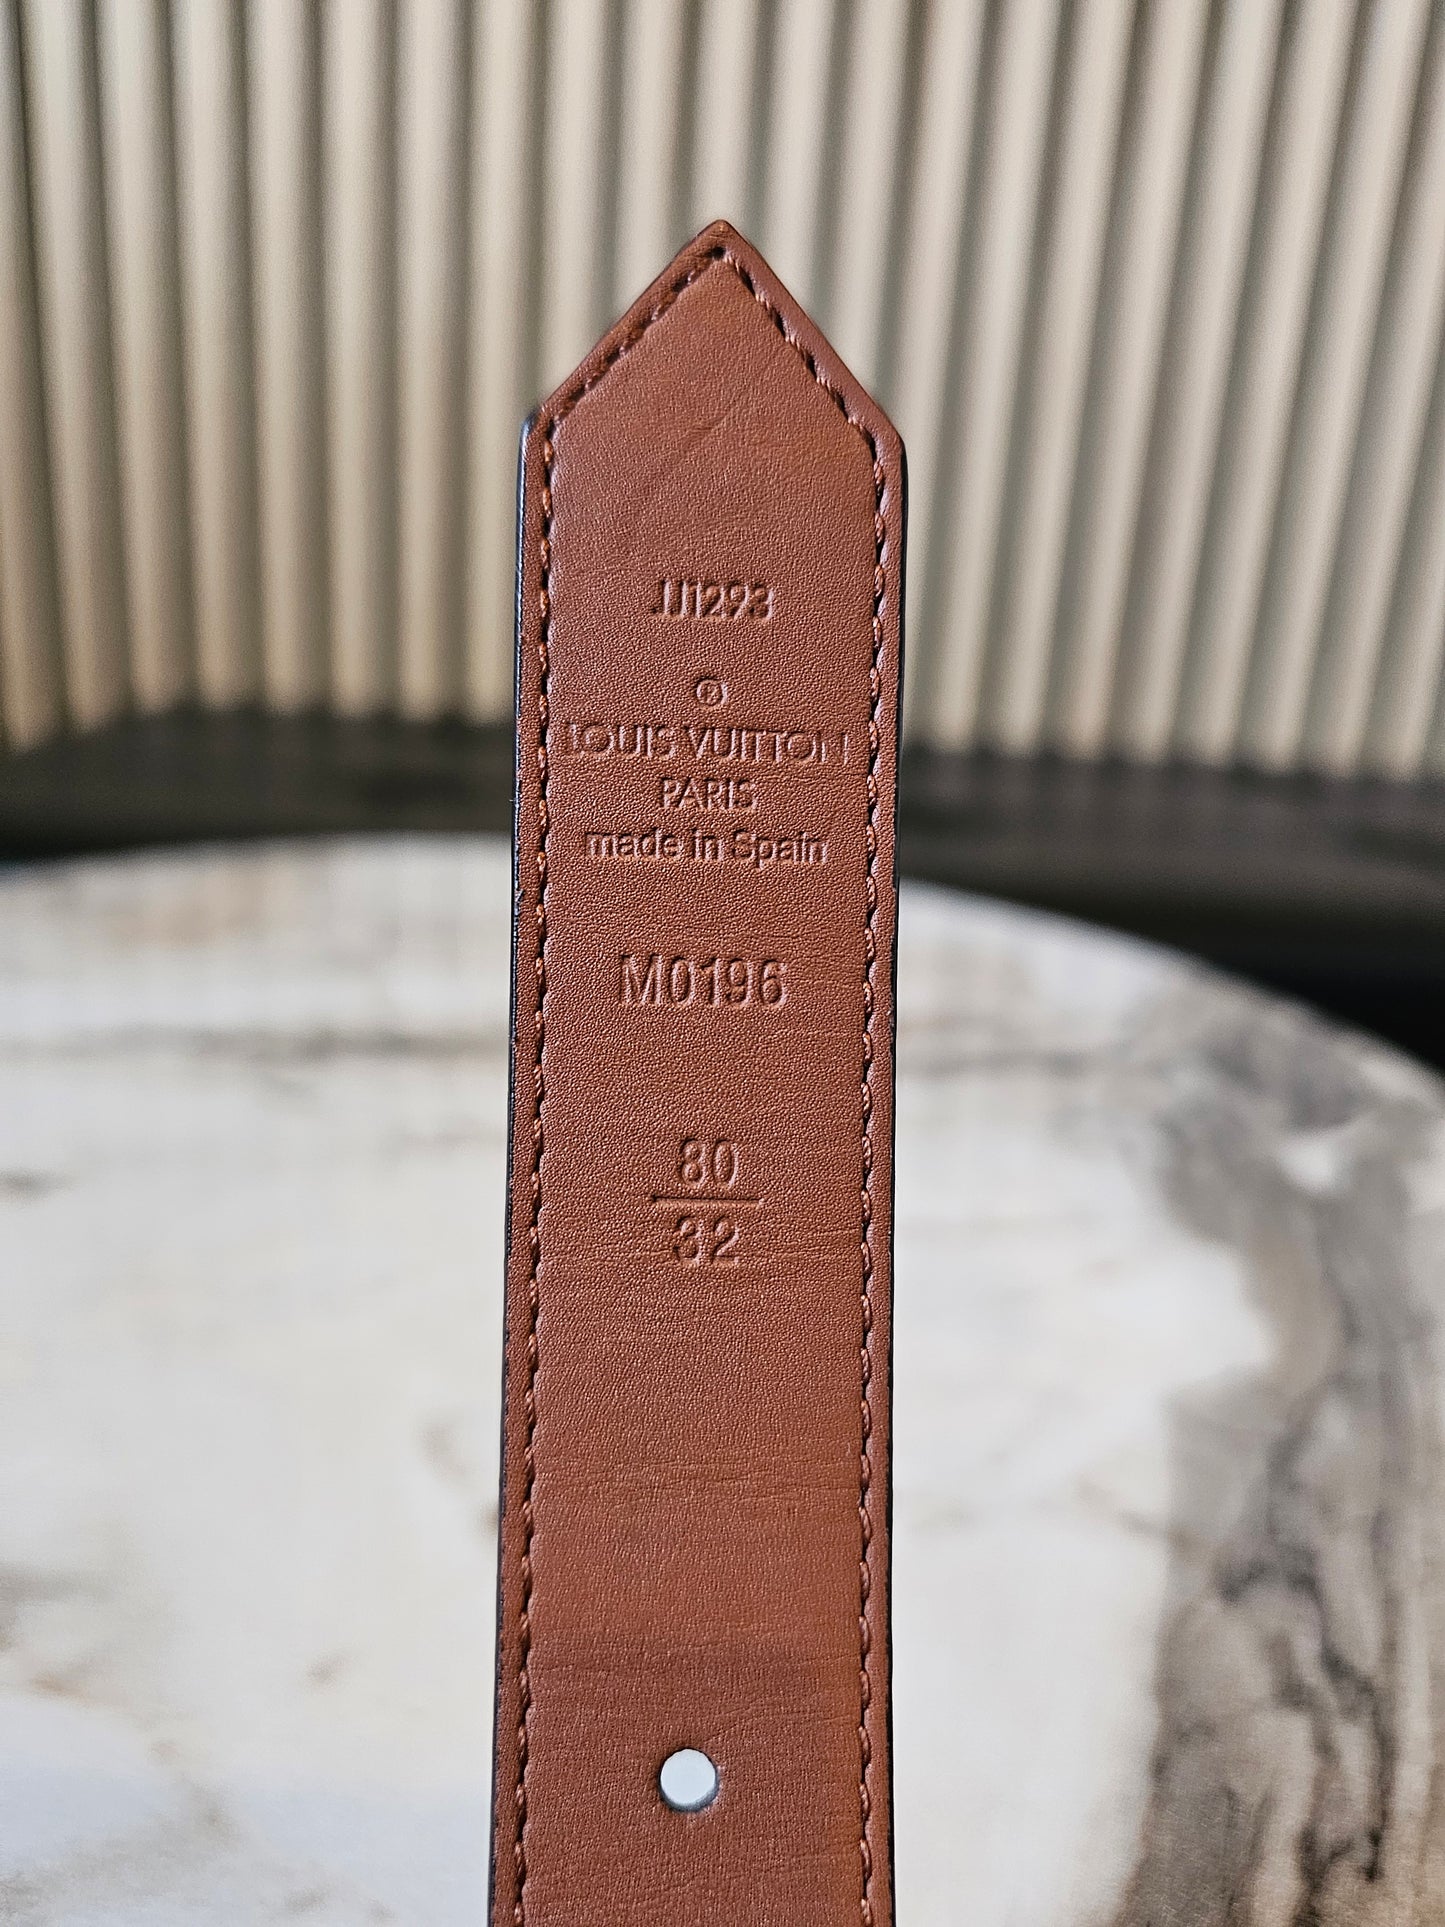 JJ1293
®
LOUIS VUITTON
PARIS
made in Spain
M0196
80
32